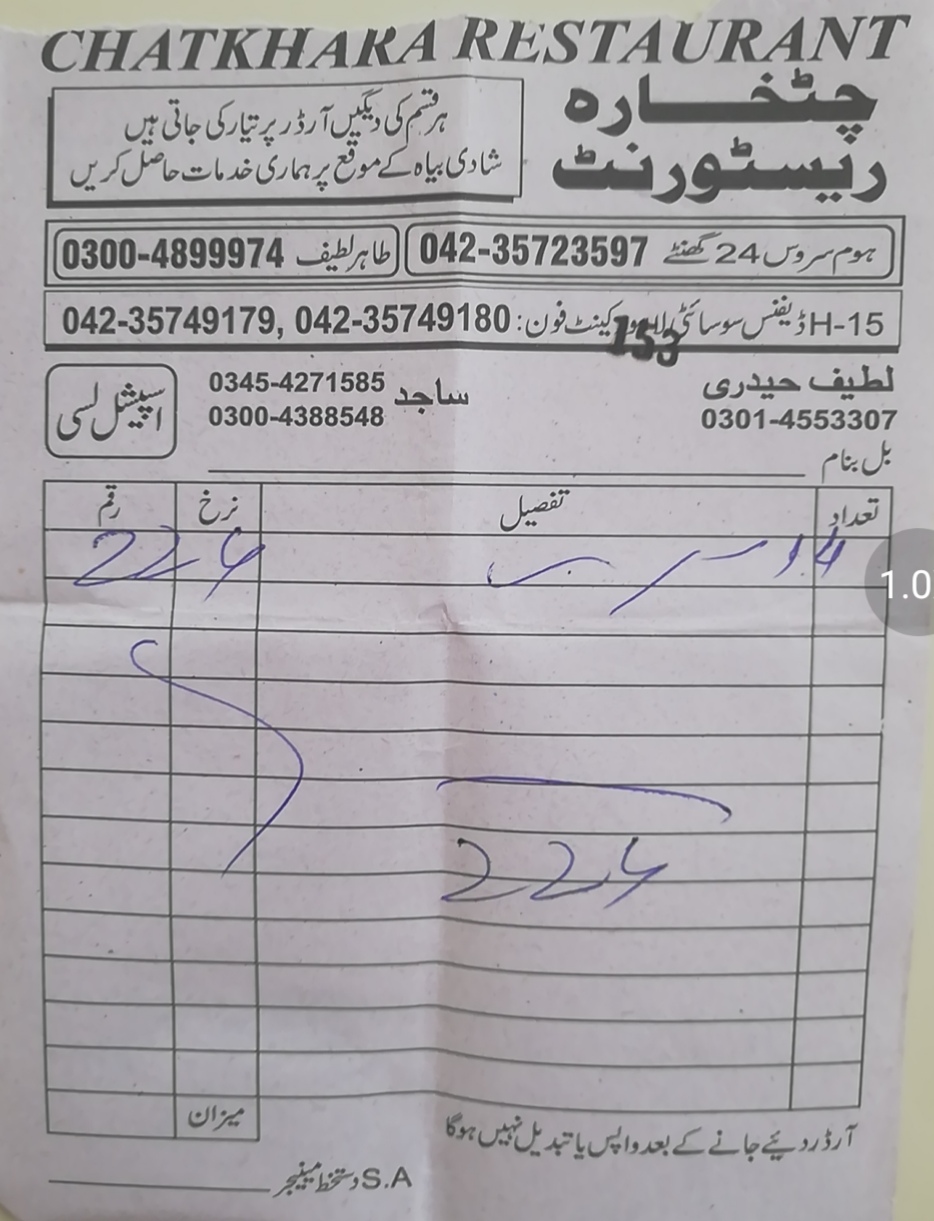 CHATKHARA RESTAURANT
چٹخارہ
ریسٹورنٹ
ہر قسم کی دیگیں آرڈر پر تیار کی جاتی ہیں
شادی بیاہ کے موقع پر ہماری خدمات حاصل کریں
ہوم سروس 24 گھنٹے 042-35723597
طاہر لطیف 0300-4899974
H-15 ڈیفنس سوسائٹی لاہور کینٹ فون: 042-35749179, 042-35749180
153
لطیف حیدری
0301-4553307
ساجد
0345-4271585
0300-4388548
اسپیشل لسی
بل بنام
تعداد تفصیل نرخ رقم
224
224
میزان
آرڈر دیئے جانے کے بعد واپس یا تبدیل نہیں ہوگا
S.A دستخط مینیجر
1.0